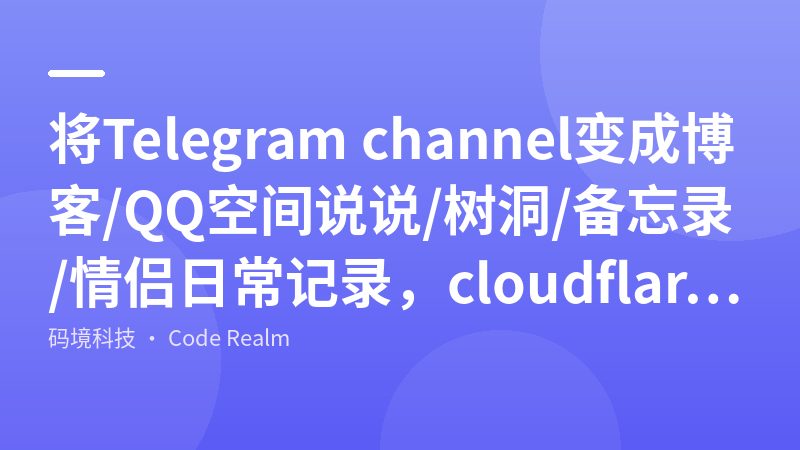 将Telegram channel变成博
客/QQ空间说说/树洞/备忘录
/情侣日常记录，cloudflar…
码境科技 · Code Realm